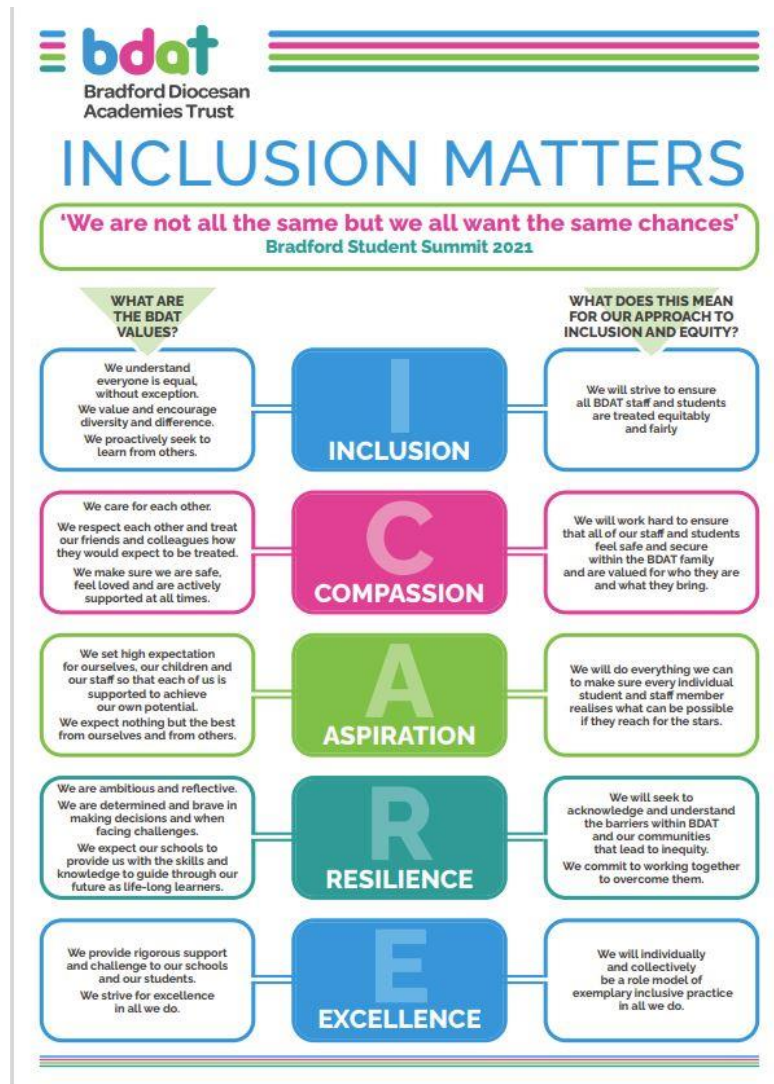 bdat
Bradford Diocesan
Academies Trust
INCLUSION MATTERS
‘We are not all the same but we all want the same chances’
Bradford Student Summit 2021
WHAT ARE
THE BDAT
VALUES?
WHAT DOES THIS MEAN
FOR OUR APPROACH TO
INCLUSION AND EQUITY?
We understand
everyone is equal,
without exception.
We value and encourage
diversity and difference.
We proactively seek to
learn from others.
I
INCLUSION
We will strive to ensure
all BDAT staff and students
are treated equitably
and fairly
We care for each other.
We respect each other and treat
our friends and colleagues how
they would expect to be treated.
We make sure we are safe,
feel loved and are actively
supported at all times.
C
COMPASSION
We will work hard to ensure
that all of our staff and students
feel safe and secure
within the BDAT family
and are valued for who they are
and what they bring.
We set high expectation
for ourselves, our children and
our staff so that each of us is
supported to achieve
our own potential.
We expect nothing but the best
from ourselves and from others.
A
ASPIRATION
We will do everything we can
to make sure every individual
student and staff member
realises what can be possible
if they reach for the stars.
We are ambitious and reflective.
We are determined and brave in
making decisions and when
facing challenges.
We expect our schools to
provide us with the skills and
knowledge to guide through our
future as life-long learners.
R
RESILIENCE
We will seek to
acknowledge and understand
the barriers within BDAT
and our communities
that lead to inequity.
We commit to working together
to overcome them.
We provide rigorous support
and challenge to our schools
and our students.
We strive for excellence
in all we do.
E
EXCELLENCE
We will individually
and collectively
be a role model of
exemplary inclusive practice
in all we do.